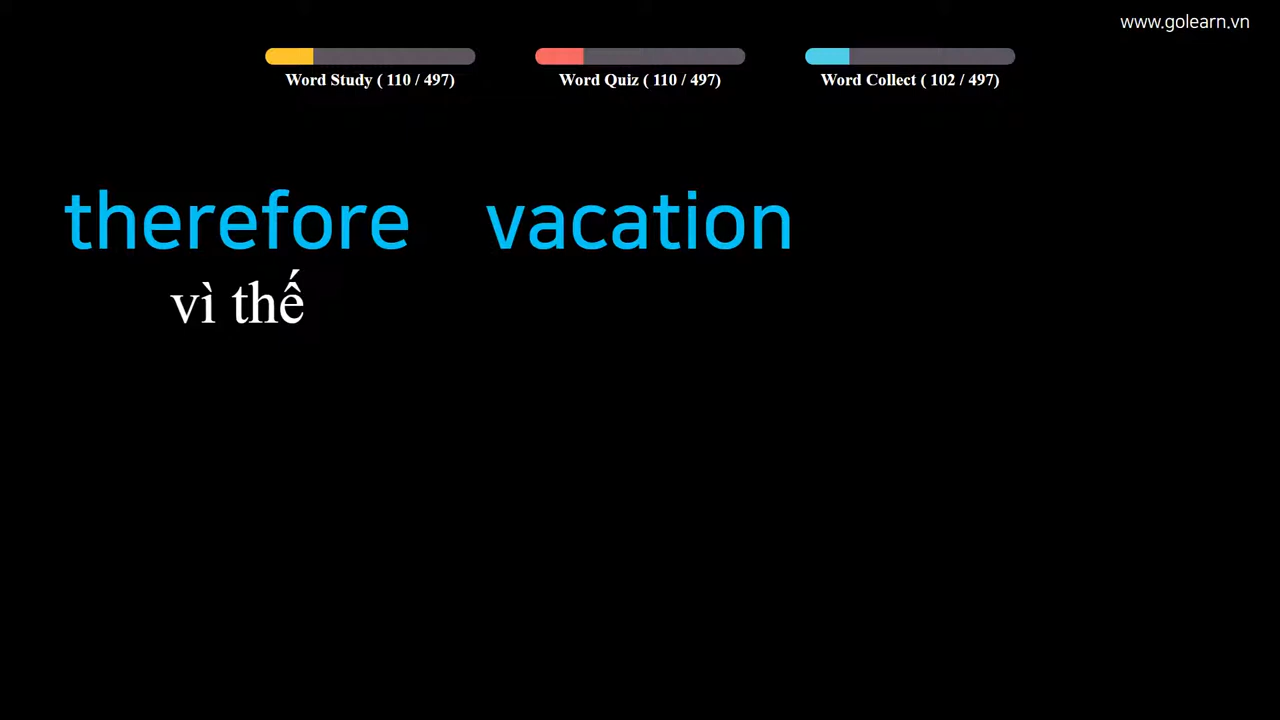 www.golearn.vn
Word Study ( 110 / 497)
Word Quiz ( 110 / 497)
Word Collect ( 102 / 497)
therefore vacation
vì thế